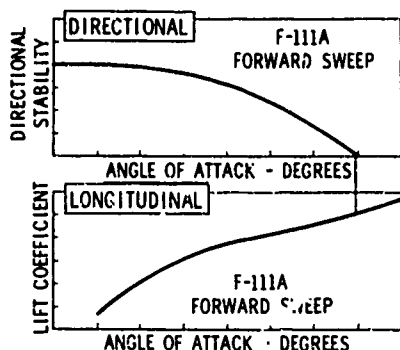 DIRECTIONAL
F-111A
FORWARD SWEEP
DIRECTIONAL
STABILITY
ANGLE OF ATTACK - DEGREES
LONGITUDINAL
LIFT COEFFICIENT
F-111A
FORWARD SWEEP
ANGLE OF ATTACK - DEGREES